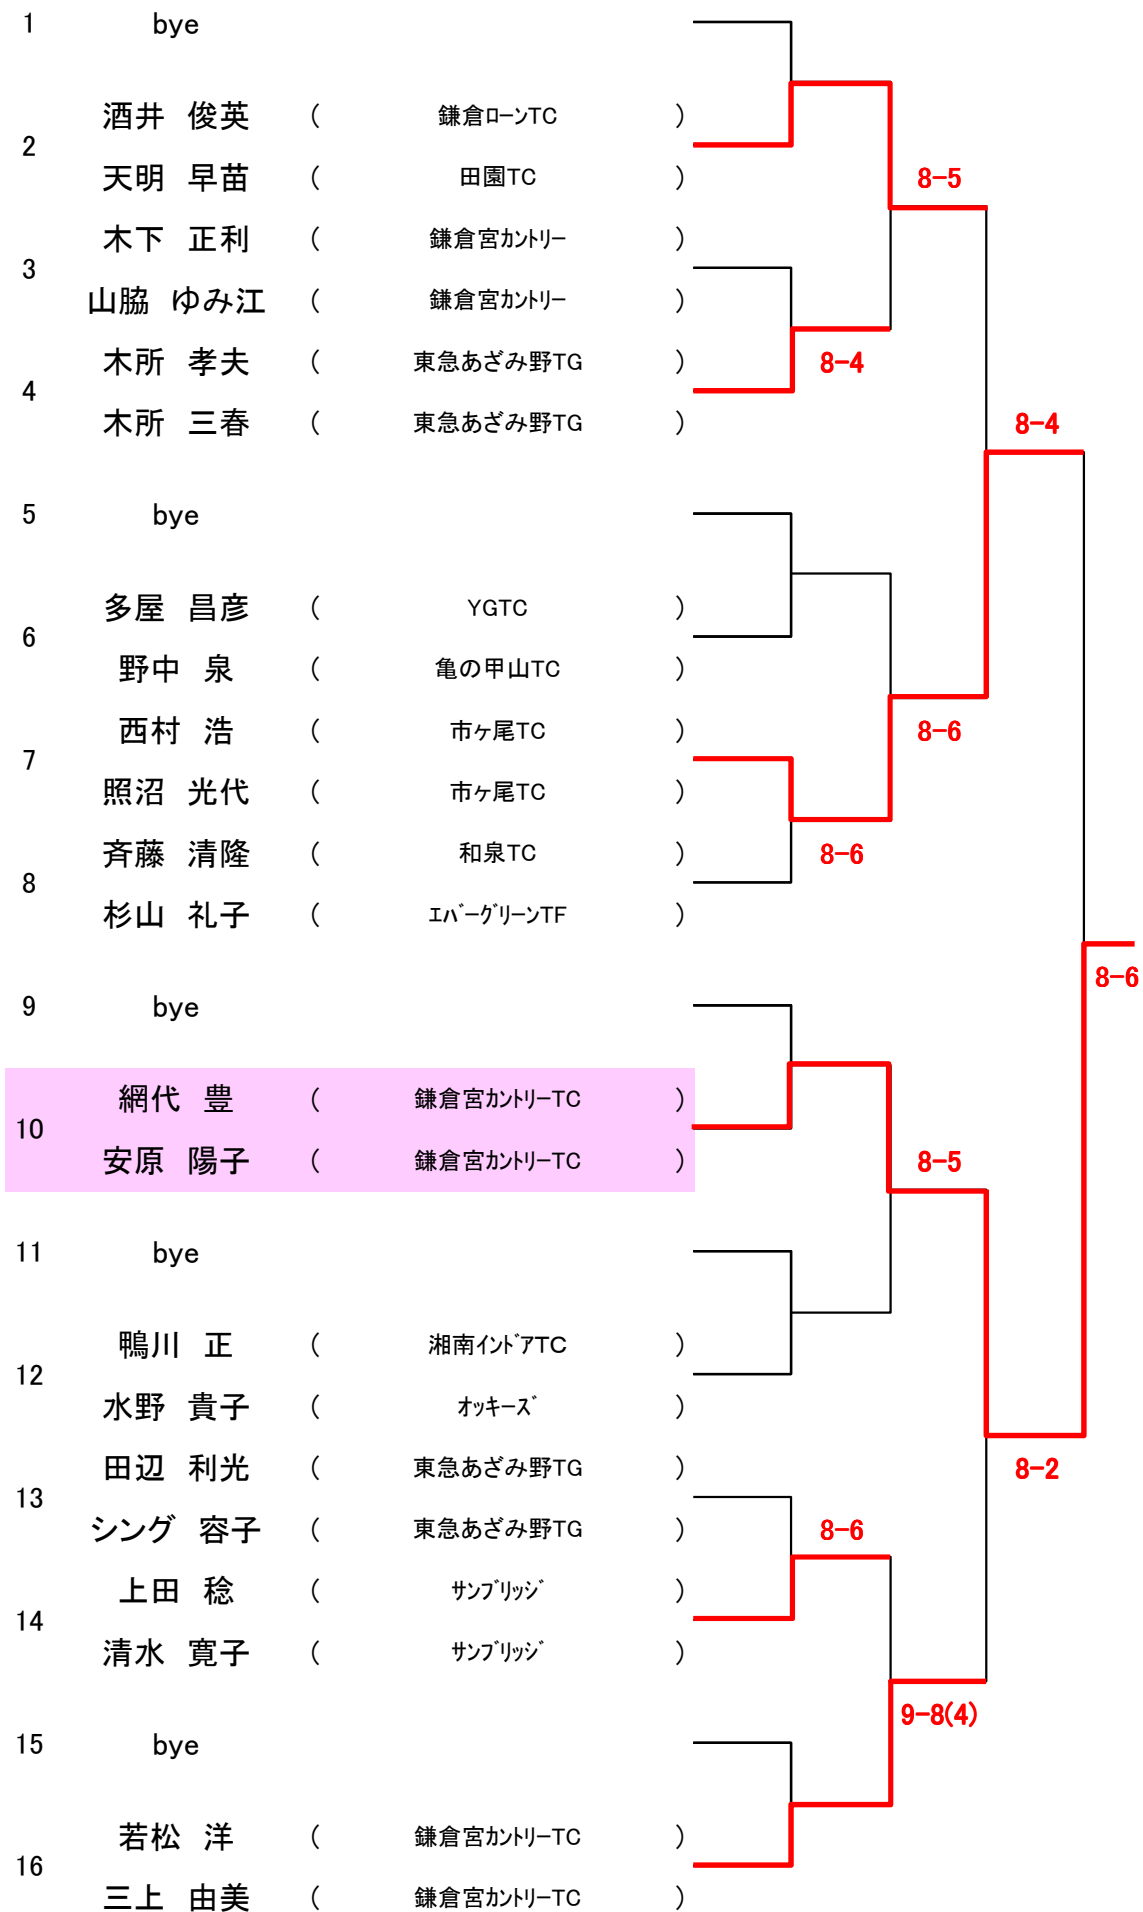 1 bye
酒井 俊英 ( 鎌倉ﾛｰﾝTC )
2
天明 早苗 ( 田園TC )
8-5
木下 正利 ( 鎌倉宮ｶﾝﾄﾘｰ )
3
山脇 ゆみ江 ( 鎌倉宮ｶﾝﾄﾘｰ )
木所 孝夫 ( 東急あざみ野TG )
8-4
4
木所 三春 ( 東急あざみ野TG )
8-4
5 bye
多屋 昌彦 ( YGTC )
6
野中 泉 ( 亀の甲山TC )
西村 浩 ( 市ヶ尾TC )
8-6
7
照沼 光代 ( 市ヶ尾TC )
斉藤 清隆 ( 和泉TC )
8-6
8
杉山 礼子 ( ｴﾊﾞｰｸﾞﾘｰﾝTF )
8-6
9 bye
網代 豊 ( 鎌倉宮ｶﾝﾄﾘｰTC )
10
安原 陽子 ( 鎌倉宮ｶﾝﾄﾘｰTC )
8-5
11 bye
鴨川 正 ( 湘南ｲﾝﾄﾞｱTC )
12
水野 貴子 ( ｵｯｷｰｽﾞ )
田辺 利光 ( 東急あざみ野TG )
8-2
13
シング 容子 ( 東急あざみ野TG )
8-6
上田 稔 ( ｻﾝﾌﾞﾘｯｼﾞ )
14
清水 寛子 ( ｻﾝﾌﾞﾘｯｼﾞ )
9-8(4)
15 bye
若松 洋 ( 鎌倉宮ｶﾝﾄﾘｰTC )
16
三上 由美 ( 鎌倉宮ｶﾝﾄﾘｰTC )